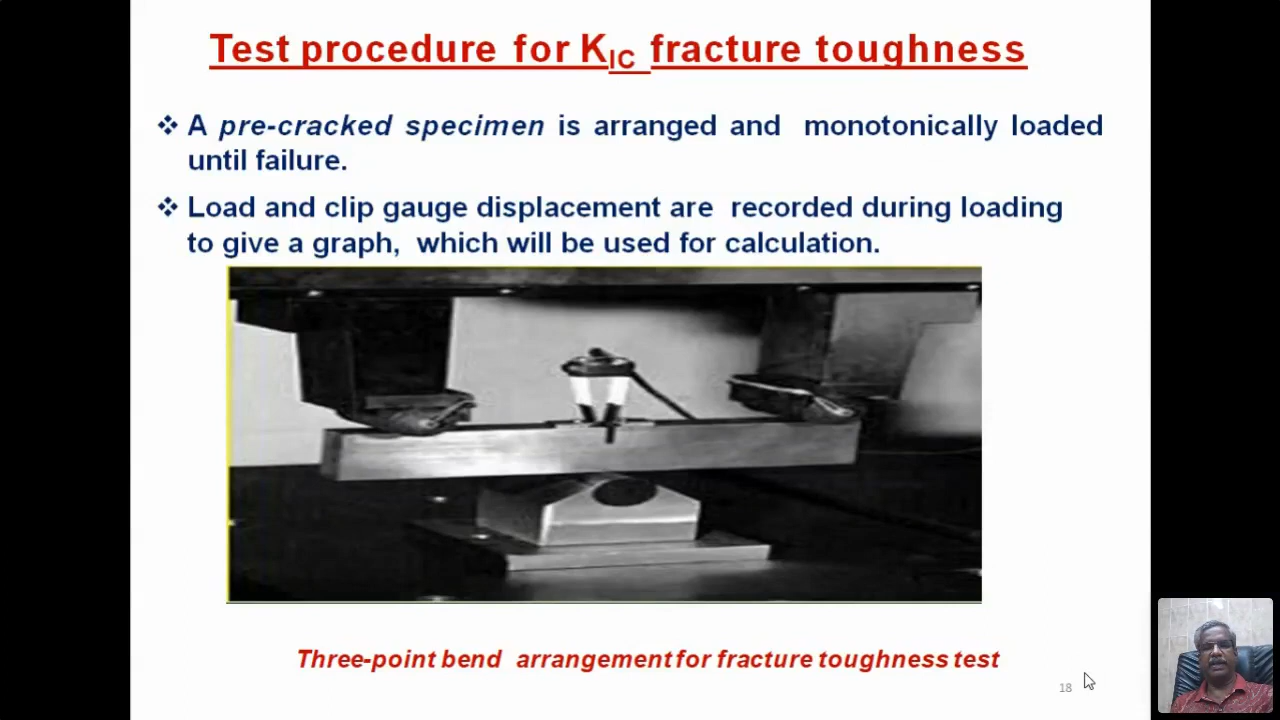 Test procedure for KIC fracture toughness
❖ A pre-cracked specimen is arranged and monotonically loaded
until failure.
❖ Load and clip gauge displacement are recorded during loading
to give a graph, which will be used for calculation.
Three-point bend arrangement for fracture toughness test
18